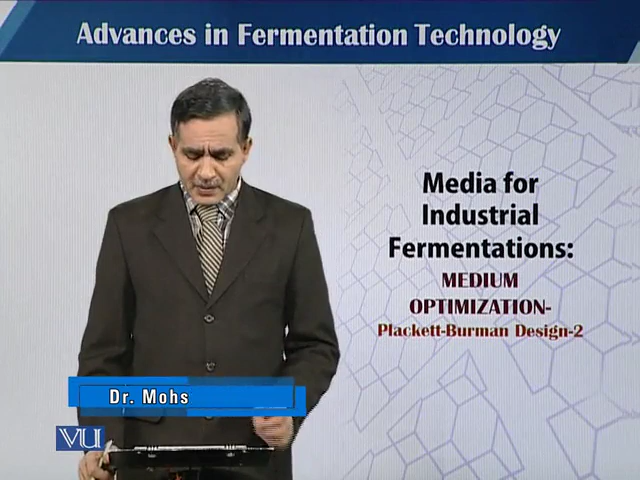 Advances in Fermentation Technology
Media for
Industrial
Fermentations:
MEDIUM
OPTIMIZATION-
Plackett-Burman Design-2
Dr. Mohs
VU